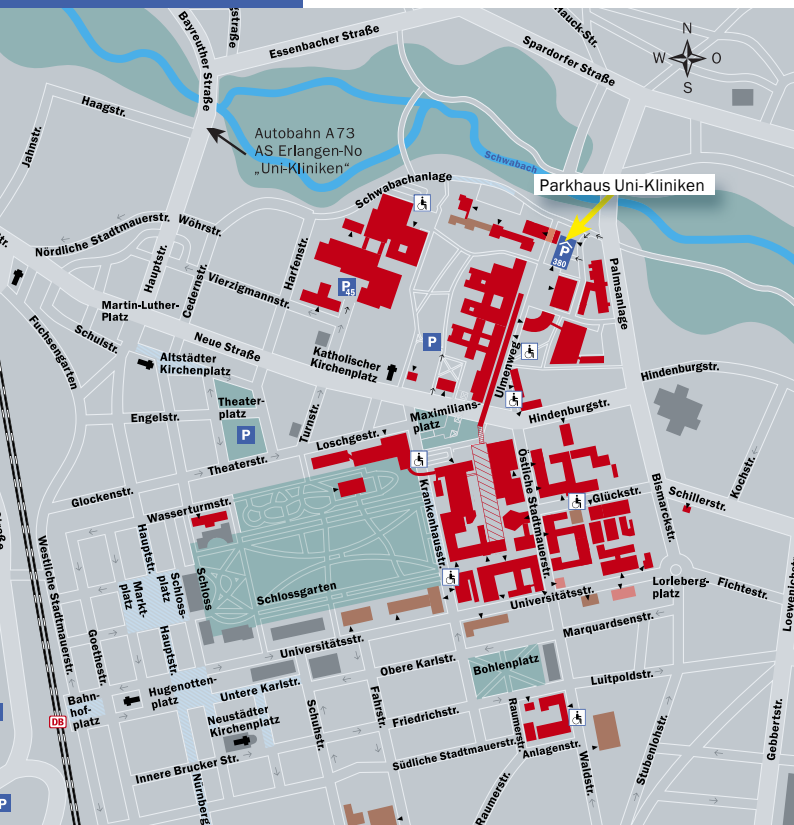 Bayreuther Straße
Essenbacher Straße
Spardorfer Straße
N
W
O
S
Haagstr.
Jahnstr.
Autobahn A 73
AS Erlangen-No
„Uni-Kliniken“
Schwabach
Parkhaus Uni-Kliniken
Schwabachanlage
P
380
Nördliche Stadtmauerstr.
Wöhrstr.
Hauptstr.
Cedernstr.
Vierzigmannstr.
Harfenstr.
P
45
Palmsanlage
Martin-Luther-
Platz
Fuchsengarten
Schulstr.
Neue Straße
Altstädter
Kirchenplatz
Katholischer
Kirchenplatz
P
Ulmenweg
Hindenburgstr.
Hindenburgstr.
Maximilians-
platz
Engelstr.
Theater-
platz
P
Turnstr.
Loschgestr.
Theaterstr.
Glockenstr.
Wasserturmstr.
Krankenhausstr.
Östliche Stadtmauerstr.
Glückstr.
Bismarckstr.
Schillerstr.
Kochstr.
Westliche Stadtmauerstr.
Hauptstr.
Schloss-
platz
Markt-
platz
Schloss
Schlossgarten
Universitätsstr.
Lorleberg-
platz
Fichtestr.
Goethestr.
Hauptstr.
Universitätsstr.
Marquardsenstr.
Obere Karlstr.
Bohlenplatz
Luitpoldstr.
Hugenotten-
platz
Untere Karlstr.
Bahn-
hof-
platz
DB
Neustädter
Kirchenplatz
Schuhstr.
Fahrstr.
Friedrichstr.
Raumerstr.
Südliche Stadtmauerstr.
Anlagenstr.
Waldstr.
Stubenlohstr.
Gebbertstr.
Innere Brucker Str.
Raumerstr.
P